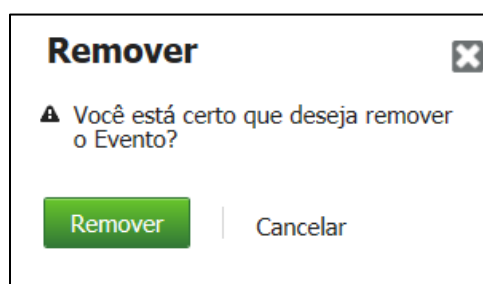 Remover
Você está certo que deseja remover
o Evento?
Remover
Cancelar